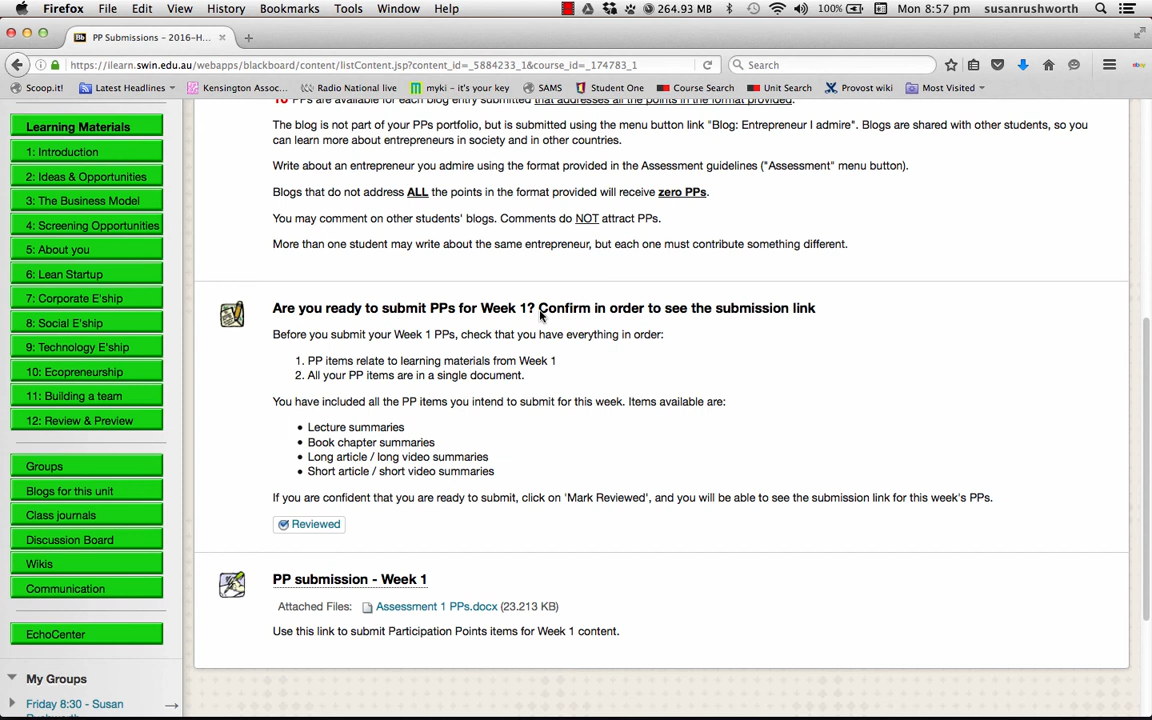 Firefox File Edit View History Bookmarks Tools Window Help 264.93 MB 100% Mon 8:57 pm susanrushworth
Bb PP Submissions – 2016-H...
https://ilearn.swin.edu.au/webapps/blackboard/content/listContent.jsp?content_id=_5884233_1&course_id=_174783_1 Search
Scoop.it! Latest Headlines Kensington Assoc... Radio National live myki – it's your key SAMS Student One Course Search Unit Search Provost wiki Most Visited
Learning Materials
1: Introduction
2: Ideas & Opportunities
3: The Business Model
4: Screening Opportunities
5: About you
6: Lean Startup
7: Corporate E'ship
8: Social E'ship
9: Technology E'ship
10: Ecopreneurship
11: Building a team
12: Review & Preview
Groups
Blogs for this unit
Class journals
Discussion Board
Wikis
Communication
EchoCenter
My Groups
Friday 8:30 - Susan
Rushworth
10 PPs are available for each blog entry submitted that addresses all the points in the format provided.
The blog is not part of your PPs portfolio, but is submitted using the menu button link "Blog: Entrepreneur I admire". Blogs are shared with other students, so you
can learn more about entrepreneurs in society and in other countries.
Write about an entrepreneur you admire using the format provided in the Assessment guidelines ("Assessment" menu button).
Blogs that do not address ALL the points in the format provided will receive zero PPs.
You may comment on other students' blogs. Comments do NOT attract PPs.
More than one student may write about the same entrepreneur, but each one must contribute something different.
Are you ready to submit PPs for Week 1? Confirm in order to see the submission link
Before you submit your Week 1 PPs, check that you have everything in order:
1. PP items relate to learning materials from Week 1
2. All your PP items are in a single document.
You have included all the PP items you intend to submit for this week. Items available are:
• Lecture summaries
• Book chapter summaries
• Long article / long video summaries
• Short article / short video summaries
If you are confident that you are ready to submit, click on 'Mark Reviewed', and you will be able to see the submission link for this week's PPs.
Reviewed
PP submission - Week 1
Attached Files: Assessment 1 PPs.docx (23.213 KB)
Use this link to submit Participation Points items for Week 1 content.